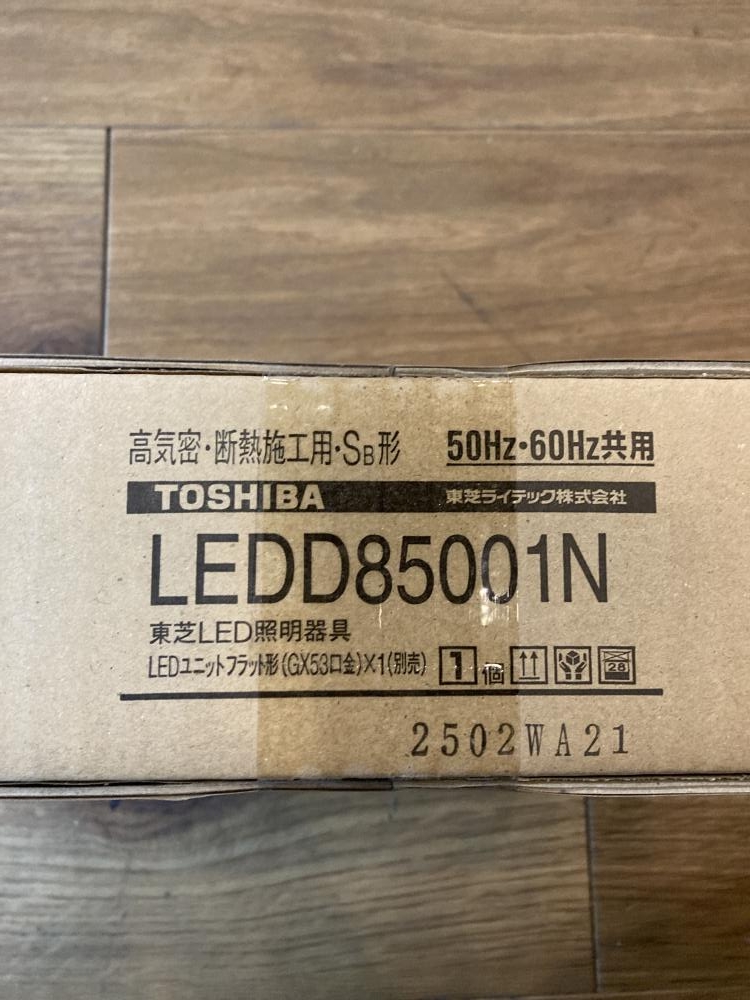 高気密・断熱施工用・SB形 50Hz・60Hz共用
TOSHIBA 東芝ライテック株式会社
LEDD85001N
東芝LED照明器具
LEDユニットフラット形(GX53口金)×1(別売) 1個 28
2502WA21